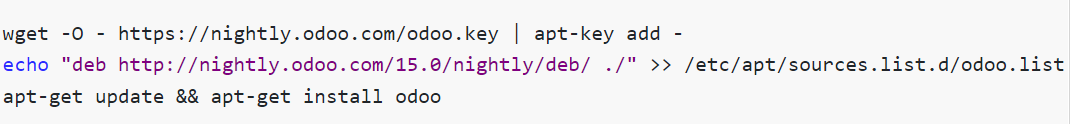 wget -O - https://nightly.odoo.com/odoo.key | apt-key add -
echo "deb http://nightly.odoo.com/15.0/nightly/deb/ ./" >> /etc/apt/sources.list.d/odoo.list
apt-get update && apt-get install odoo